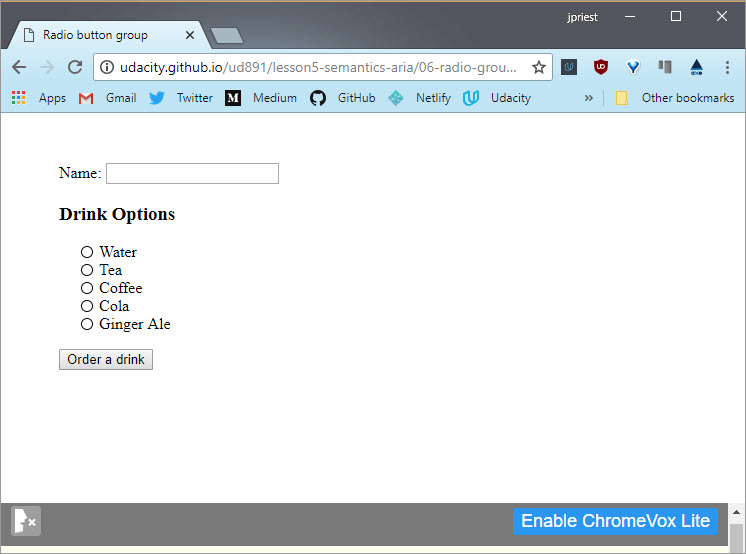 jpriest
Radio button group
udacity.github.io/ud891/lesson5-semantics-aria/06-radio-grou...
Apps Gmail Twitter Medium GitHub Netlify Udacity » Other bookmarks
Name:
Drink Options
Water
Tea
Coffee
Cola
Ginger Ale
Order a drink
Enable ChromeVox Lite